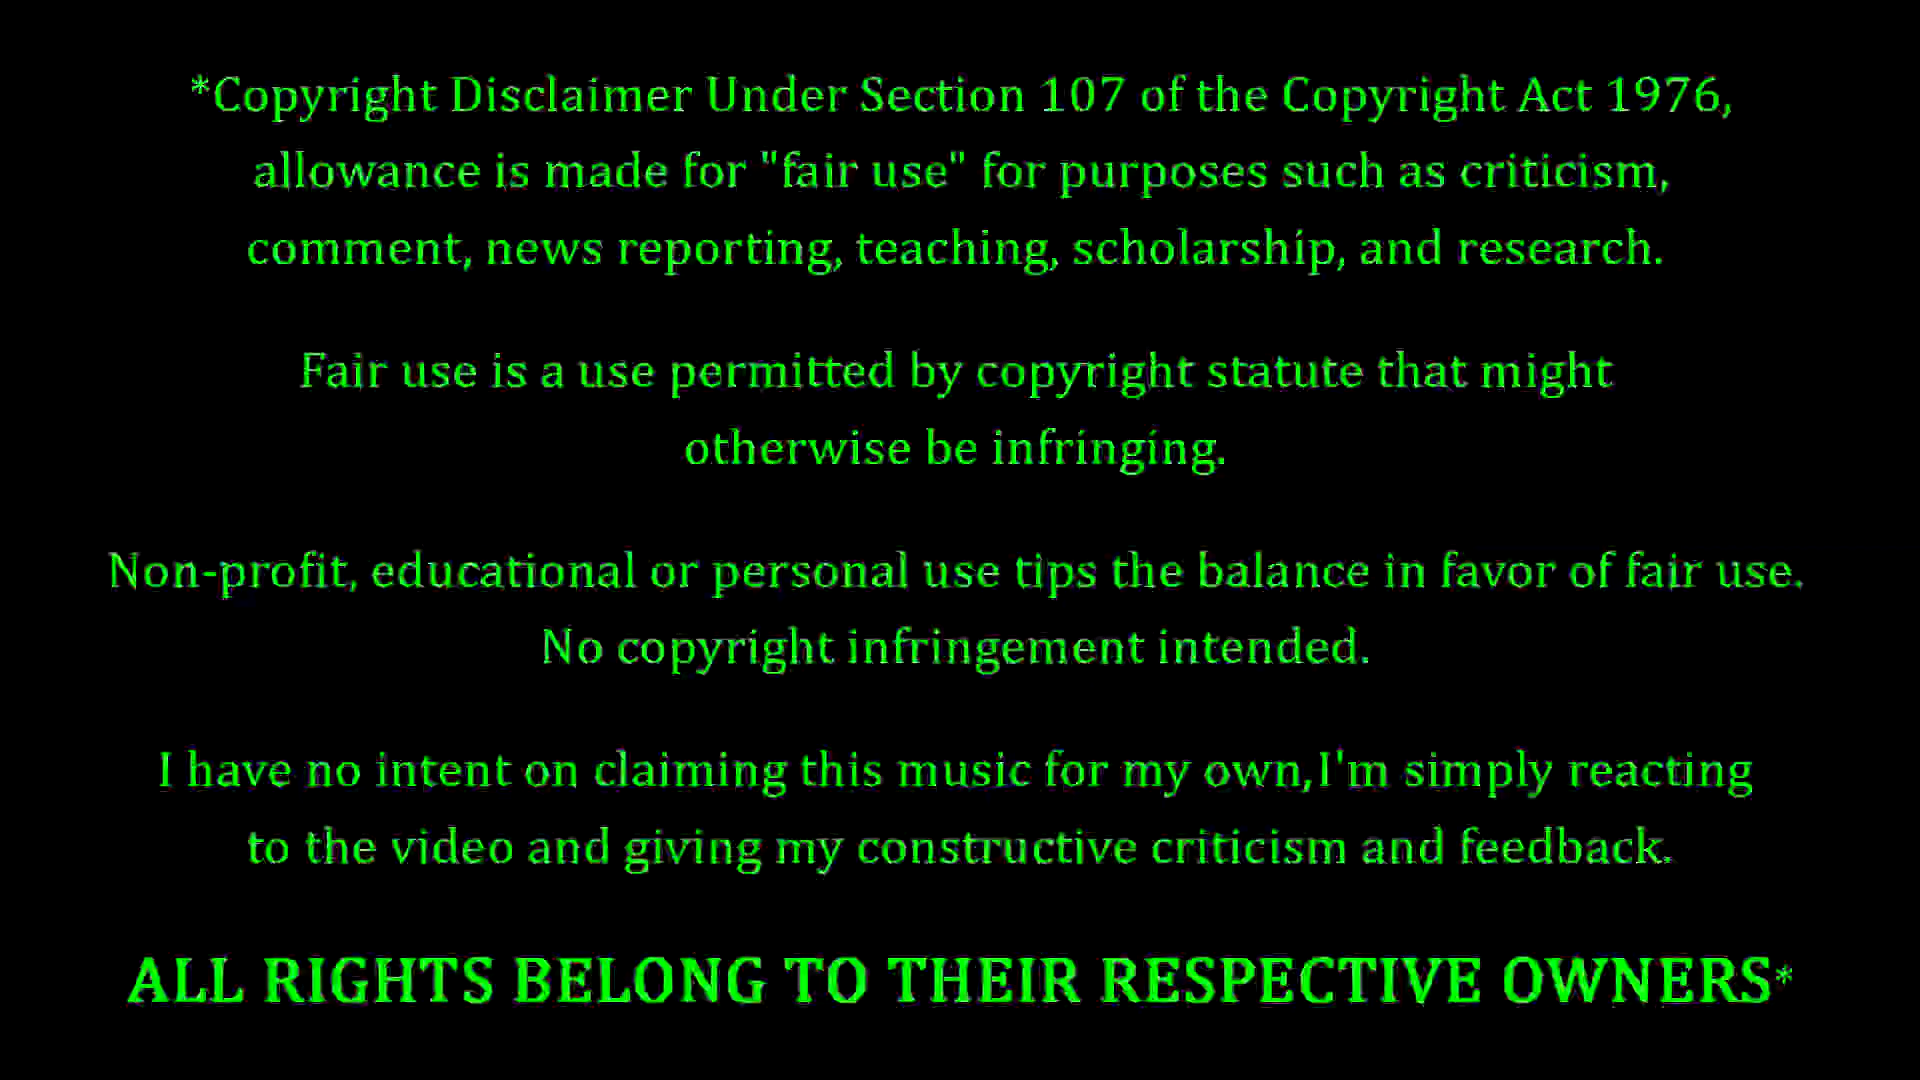 *Copyright Disclaimer Under Section 107 of the Copyright Act 1976,
allowance is made for "fair use" for purposes such as criticism,
comment, news reporting, teaching, scholarship, and research.
Fair use is a use permitted by copyright statute that might
otherwise be infringing.
Non-profit, educational or personal use tips the balance in favor of fair use.
No copyright infringement intended.
I have no intent on claiming this music for my own,I'm simply reacting
to the video and giving my constructive criticism and feedback.
ALL RIGHTS BELONG TO THEIR RESPECTIVE OWNERS*